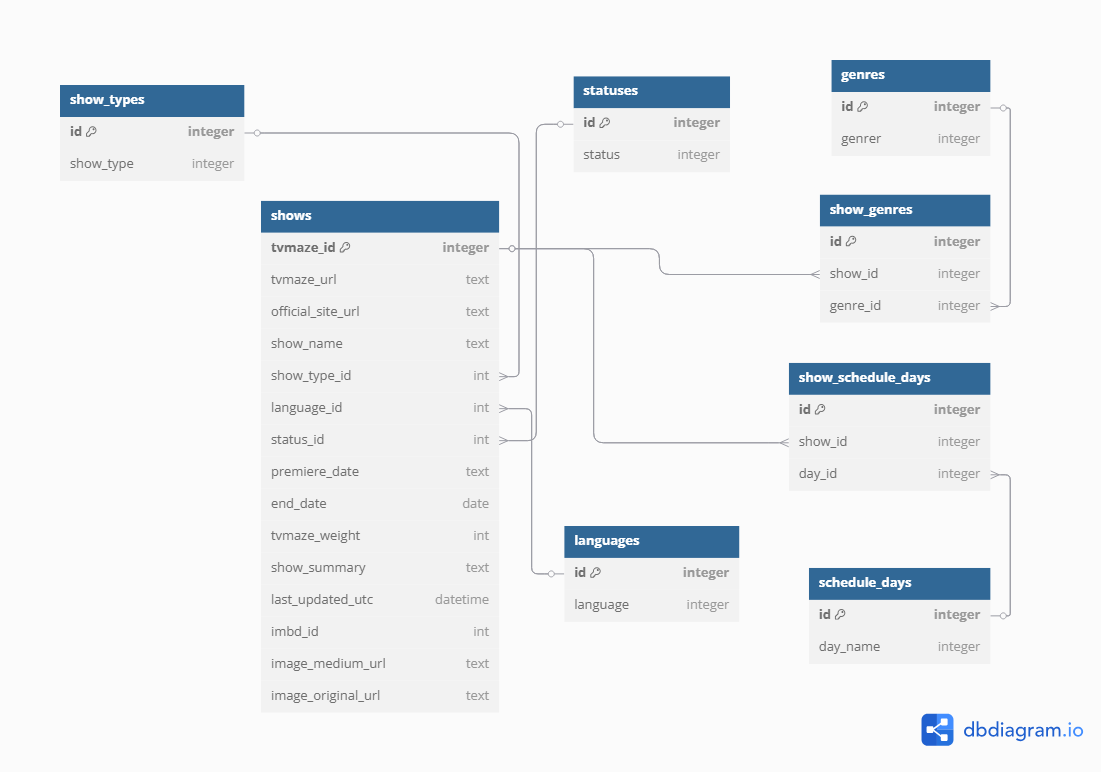 show_types
id integer
show_type integer
statuses
id integer
status integer
genres
id integer
genrer integer
shows
tvmaze_id integer
tvmaze_url text
official_site_url text
show_name text
show_type_id int
language_id int
status_id int
premiere_date text
end_date date
tvmaze_weight int
show_summary text
last_updated_utc datetime
imbd_id int
image_medium_url text
image_original_url text
show_genres
id integer
show_id integer
genre_id integer
show_schedule_days
id integer
show_id integer
day_id integer
languages
id integer
language integer
schedule_days
id integer
day_name integer
dbdiagram.io